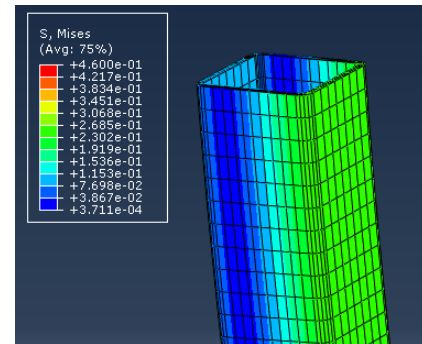 S, Mises
(Avg: 75%)
+4.600e-01
+4.217e-01
+3.834e-01
+3.451e-01
+3.068e-01
+2.685e-01
+2.302e-01
+1.919e-01
+1.536e-01
+1.153e-01
+7.698e-02
+3.867e-02
+3.711e-04